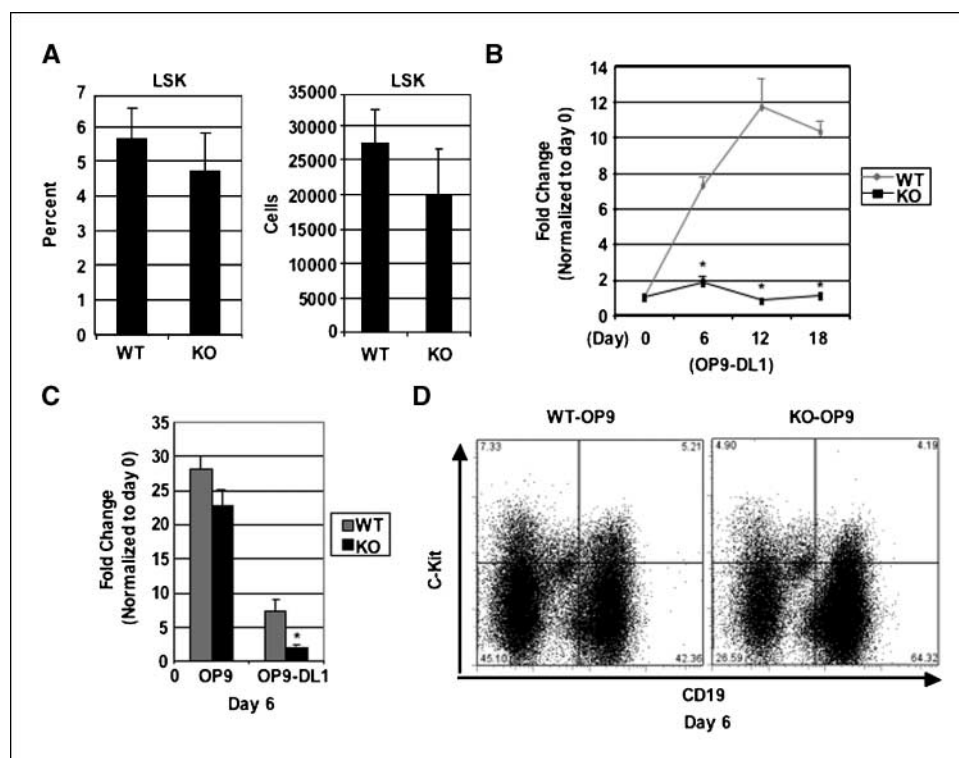 A
LSK
7
6
5
4
3
2
1
0
Percent
WT
KO
LSK
35000
30000
25000
20000
15000
10000
5000
0
Cells
WT
KO
B
14
12
10
8
6
4
2
0
Fold Change
(Normalized to day 0)
*
*
*
WT
KO
(Day)
0
6
12
18
(OP9-DL1)
C
35
30
25
20
15
10
5
0
Fold Change
(Normalized to day 0)
*
WT
KO
0
OP9
OP9-DL1
Day 6
D
WT-OP9
KO-OP9
7.33
5.21
45.10
42.36
4.90
4.19
26.59
64.32
C-Kit
CD19
Day 6